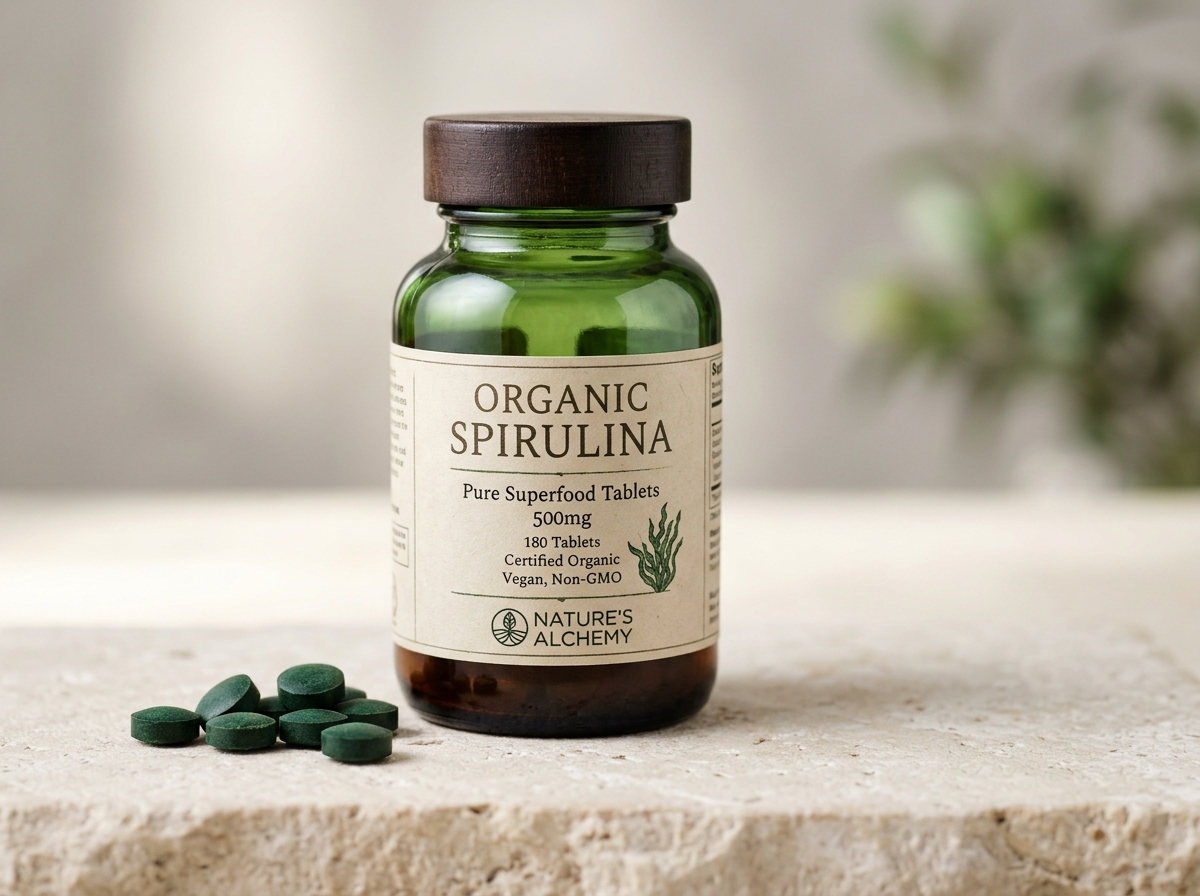 ORGANIC
SPIRULINA
Pure Superfood Tablets
500mg
180 Tablets
Certified Organic
Vegan, Non-GMO
NATURE'S
ALCHEMY